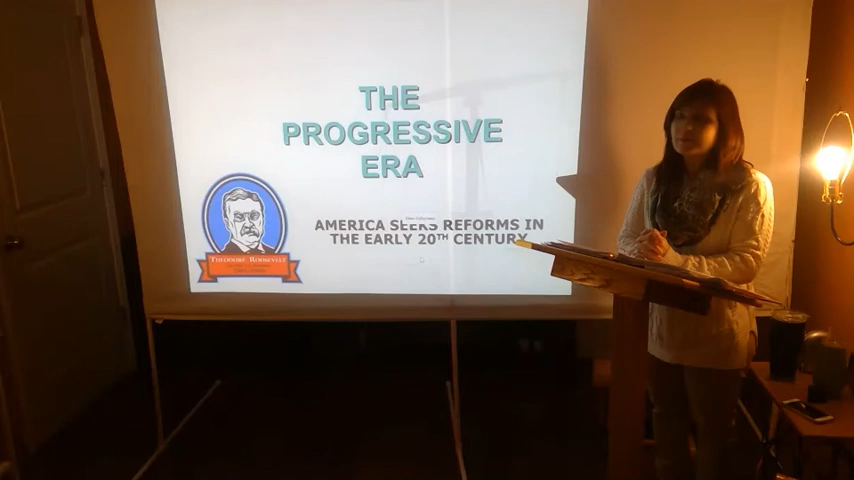 THE
PROGRESSIVE
ERA
AMERICA SEEKS REFORMS IN
THE EARLY 20TH CENTURY
THEODORE ROOSEVELT